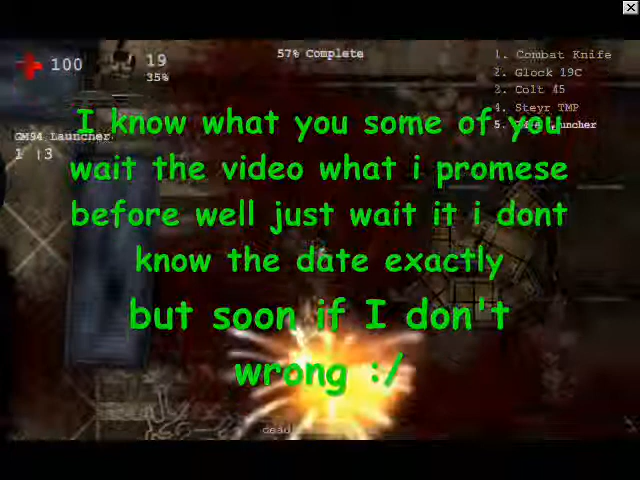 100
19
35%
57% Complete
1. Combat Knife
2. Glock 19C
3. Colt 45
4. Steyr TMP
5. Launcher
GM94 Launcher
1 |3
I know what you some of you
wait the video what i promese
before well just wait it i dont
know the date exactly
but soon if I don't
wrong :/